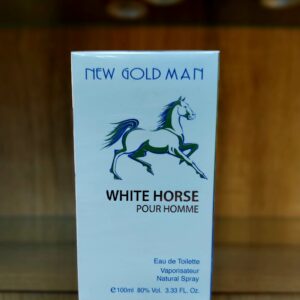 NEW GOLD MAN
WHITE HORSE
POUR HOMME
Eau de Toilette
Vaporisateur
Natural Spray
℮100ml 80% Vol. 3.33 FL. Oz.